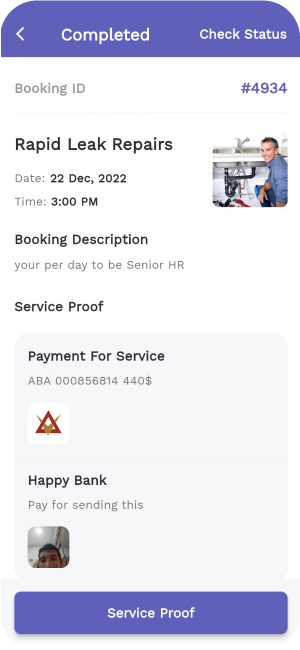 Completed
Check Status
Booking ID
#4934
Rapid Leak Repairs
Date: 22 Dec, 2022
Time: 3:00 PM
Booking Description
your per day to be Senior HR
Service Proof
Payment For Service
ABA 000856814 440$
Happy Bank
Pay for sending this
Service Proof